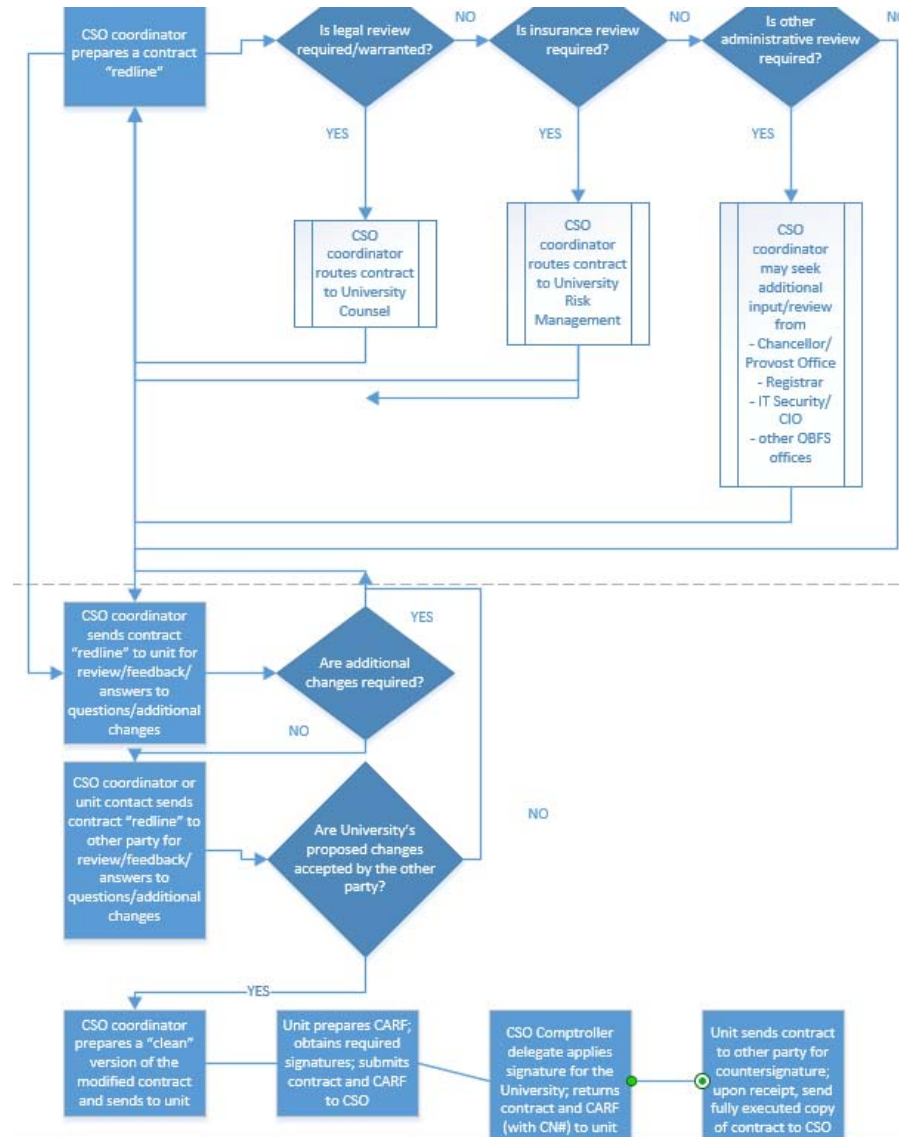 CSO coordinator
prepares a contract
"redline"
Is legal review
required/warranted?
NO
Is insurance review
required?
NO
Is other
administrative review
required?
YES
YES
YES
CSO
coordinator
routes contract
to University
Counsel
CSO
coordinator
routes contract
to University
Risk
Management
CSO
coordinator
may seek
additional
input/review
from
- Chancellor/
Provost Office
- Registrar
- IT Security/
CIO
- other OBFS
offices
CSO coordinator
sends contract
"redline" to unit for
review/feedback/
answers to
questions/additional
changes
YES
Are additional
changes required?
NO
CSO coordinator or
unit contact sends
contract "redline" to
other party for
review/feedback/
answers to
questions/additional
changes
Are University's
proposed changes
accepted by the other
party?
NO
YES
CSO coordinator
prepares a "clean"
version of the
modified contract
and sends to unit
Unit prepares CARF;
obtains required
signatures; submits
contract and CARF
to CSO
CSO Comptroller
delegate applies
signature for the
University; returns
contract and CARF
(with CN#) to unit
Unit sends contract
to other party for
countersignature;
upon receipt, send
fully executed copy
of contract to CSO